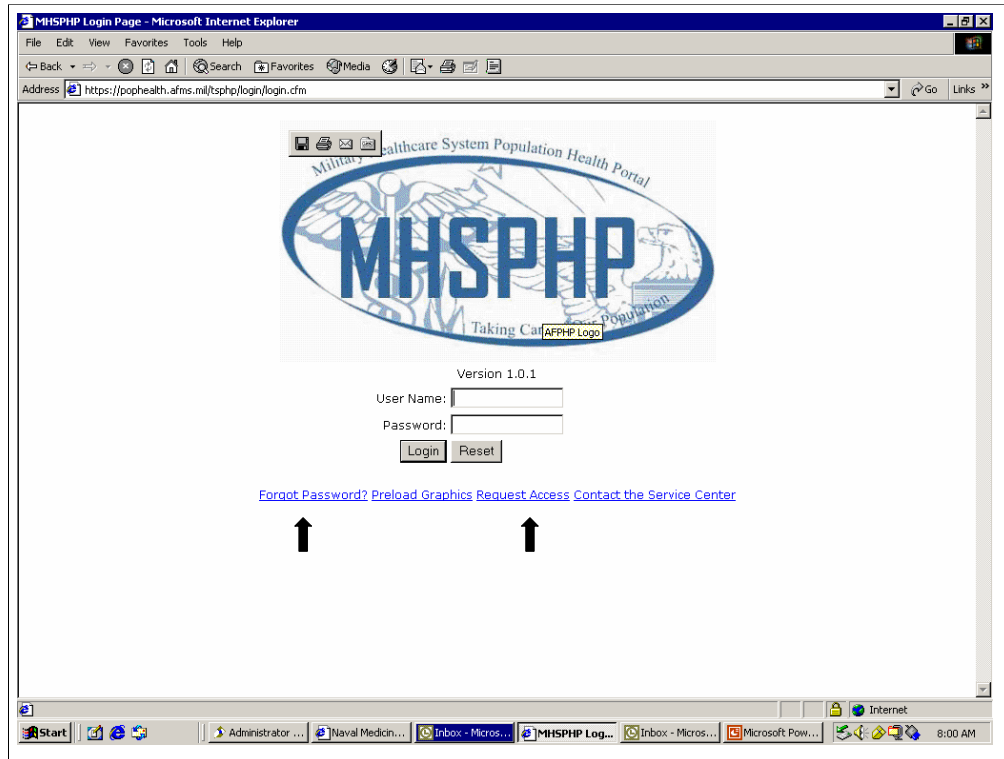 MHSPHP Login Page - Microsoft Internet Explorer
File Edit View Favorites Tools Help
Back Search Favorites Media
Address https://pophealth.afms.mil/tsphp/login/login.cfm Go Links »
Military Healthcare System Population Health Portal
MHSPHP
Taking Car Our Population
AFPHP Logo
Version 1.0.1
User Name:
Password:
Login Reset
Forgot Password? Preload Graphics Request Access Contact the Service Center
Internet
Start Administrator ... Naval Medicin... Inbox - Micros... MHSPHP Log... Inbox - Micros... Microsoft Pow... 8:00 AM